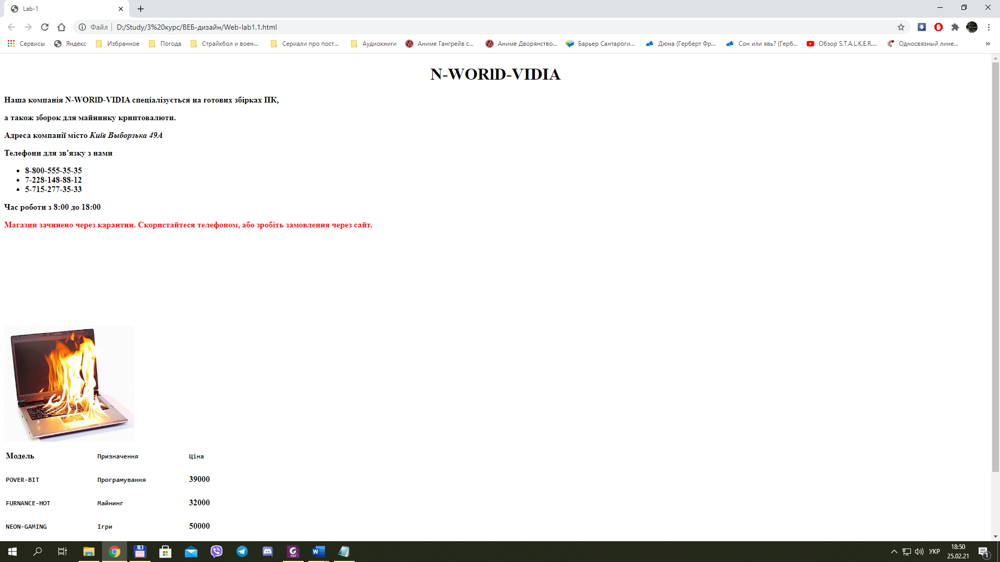 Lab-1
Файл
D:/Study/3%20курс/ВЕБ-дизайн/Web-lab1.1.html
Сервисы Яндекс Избранное Погода Страйкбол и воен... Сериали про пост... Аудиокниги Аниме Гангрейв с... Аниме Дворянство... Барьер Сантароги... Дюна (Герберт Фр... Сон или явь? (Герб... Обзор S.T.A.L.K.E.R.... Односвязный лине... »
N-WORlD-VIDIA
Наша компанія N-WORlD-VIDIA спеціалізується на готових збірках ПК,
а також зборок для майнинку криптовалюти.
Адреса компанії місто Київ Выборзька 49А
Телефони для зв'язку з нами
8-800-555-35-35
7-228-148-88-12
5-715-277-35-33
Час роботи з 8:00 до 18:00
Магазин зачинено через карантин. Скористайтеся телефоном, або зробіть замовлення через сайт.
Модель Призначення Ціна
POVER-BIT Програмування 39000
FURNANCE-HOT Майнинг 32000
NEON-GAMING Ігри 50000
УКР
18:50
25.02.21
1